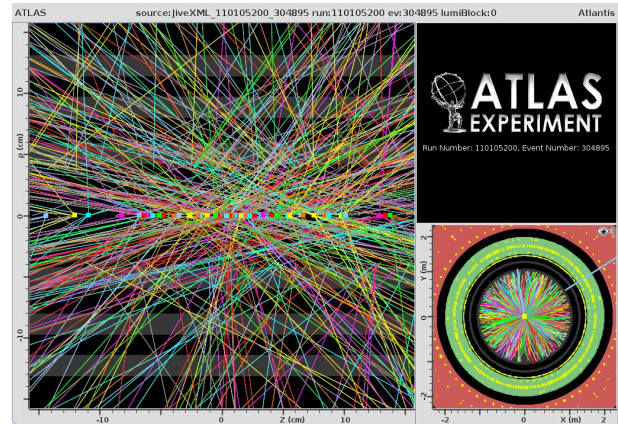 ATLAS source:JiveXML_110105200_304895 run:110105200 ev:304895 lumiBlock:0 Atlantis
ρ (cm)
10
0
-10
-10 0 Z (cm) 10
ATLAS
EXPERIMENT
Run Number: 110105200, Event Number: 304895
Y (m)
2
0
-2
-2 0 X (m) 2